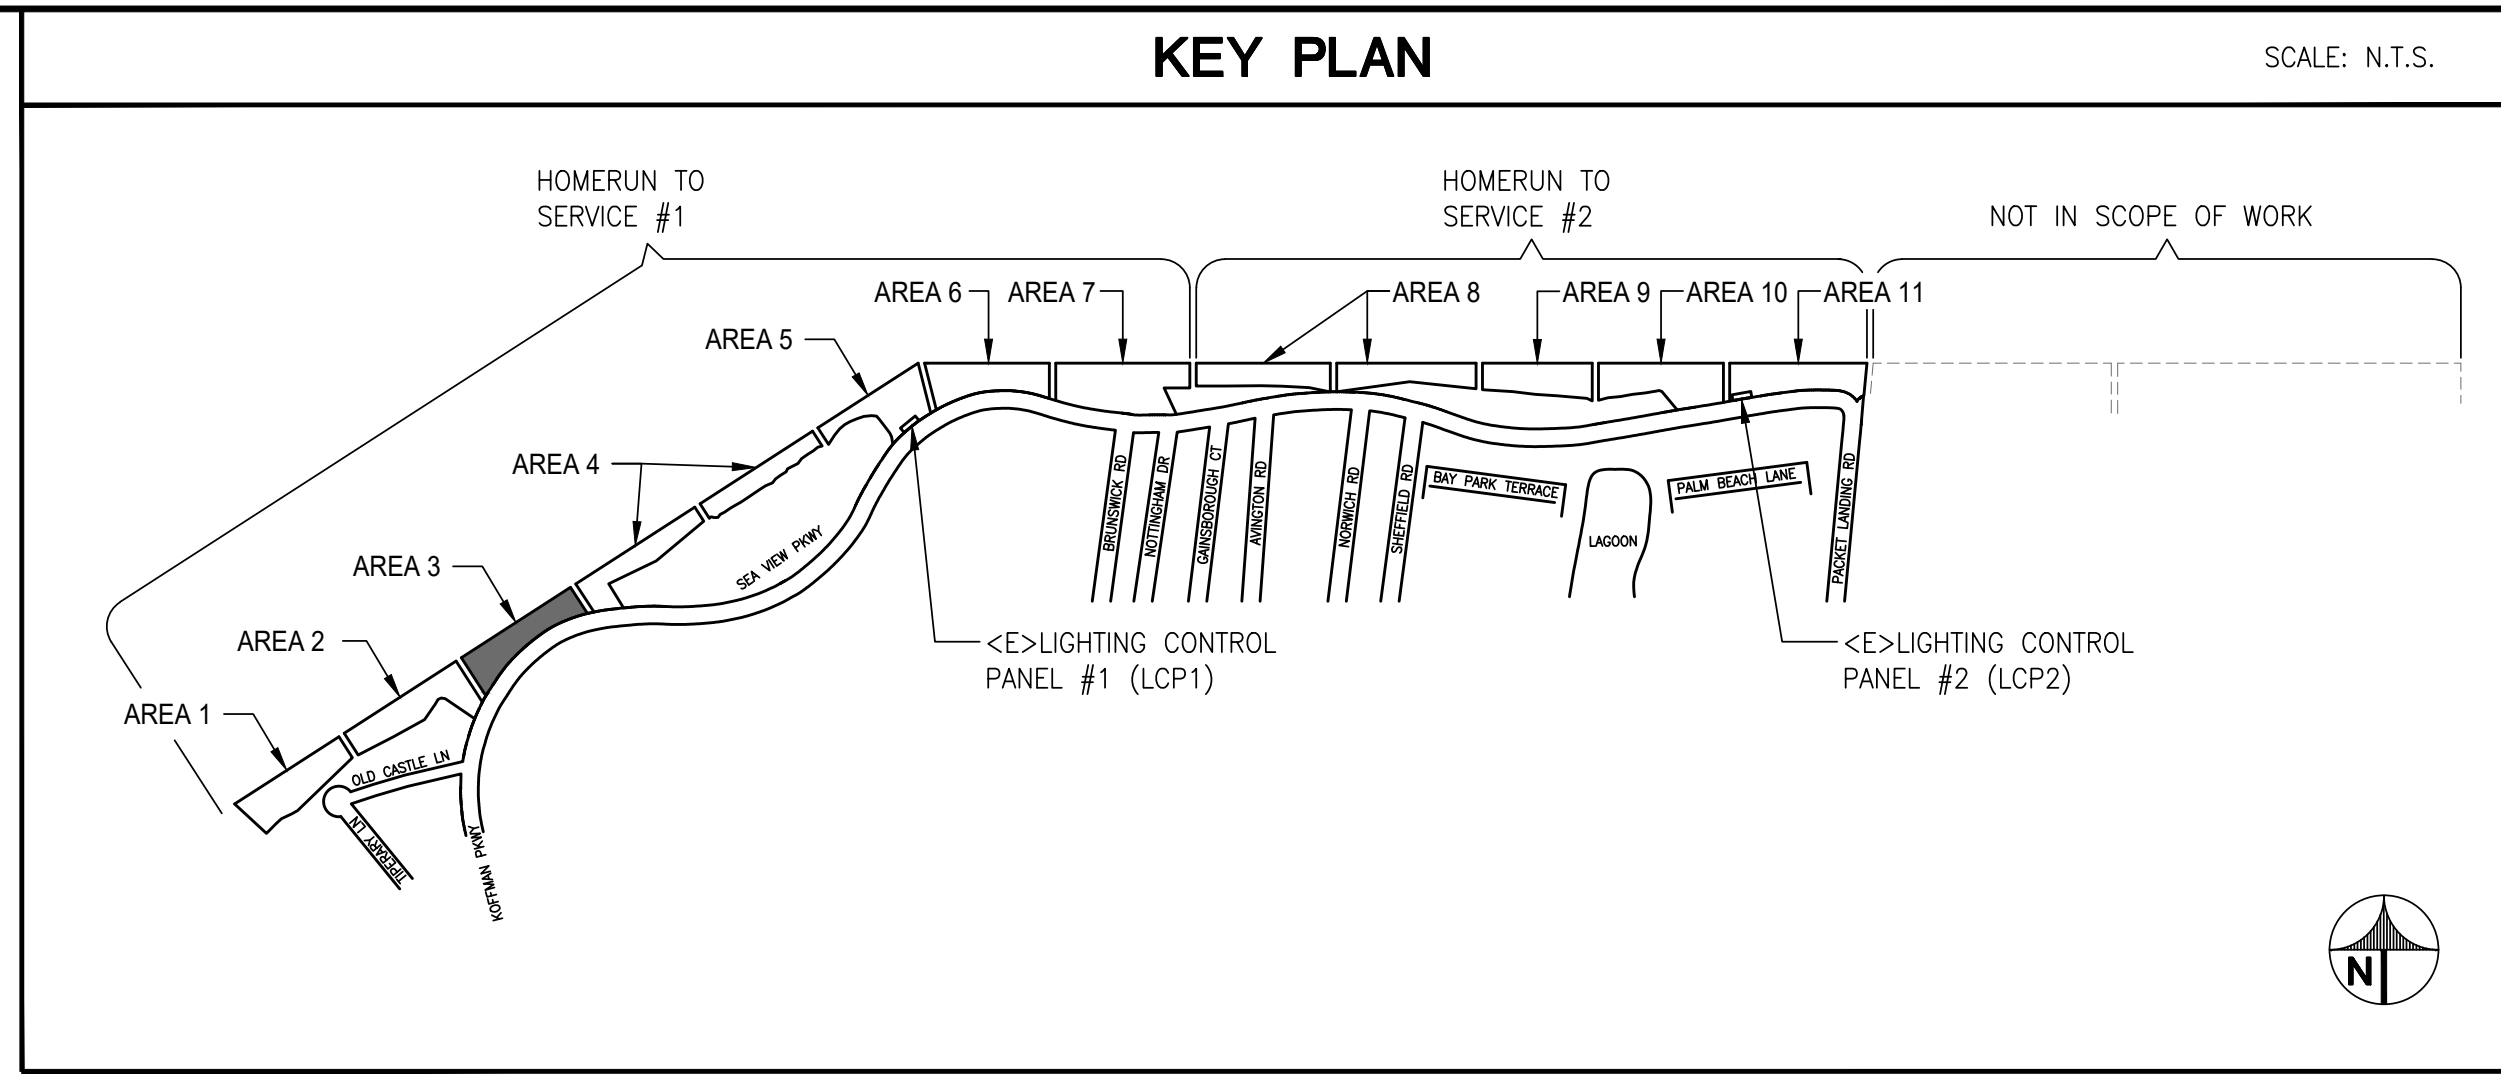 KEY PLAN
SCALE: N.T.S.
HOMERUN TO
SERVICE #1
HOMERUN TO
SERVICE #2
NOT IN SCOPE OF WORK
AREA 6
AREA 7
AREA 8
AREA 9
AREA 10
AREA 11
AREA 5
AREA 4
AREA 3
AREA 2
AREA 1
SEA VIEW PKWY
BRUNSWICK RD
NOTTINGHAM DR
GAINSBOROUGH CT
AVINGTON RD
NORWICH RD
SHEFFIELD RD
BAY PARK TERRACE
LAGOON
PALM BEACH LANE
PACKET LANDING RD
<E>LIGHTING CONTROL
PANEL #1 (LCP1)
<E>LIGHTING CONTROL
PANEL #2 (LCP2)
OLD CASTLE LN
TIPERARY LN
KOFFMAN PKWY
N